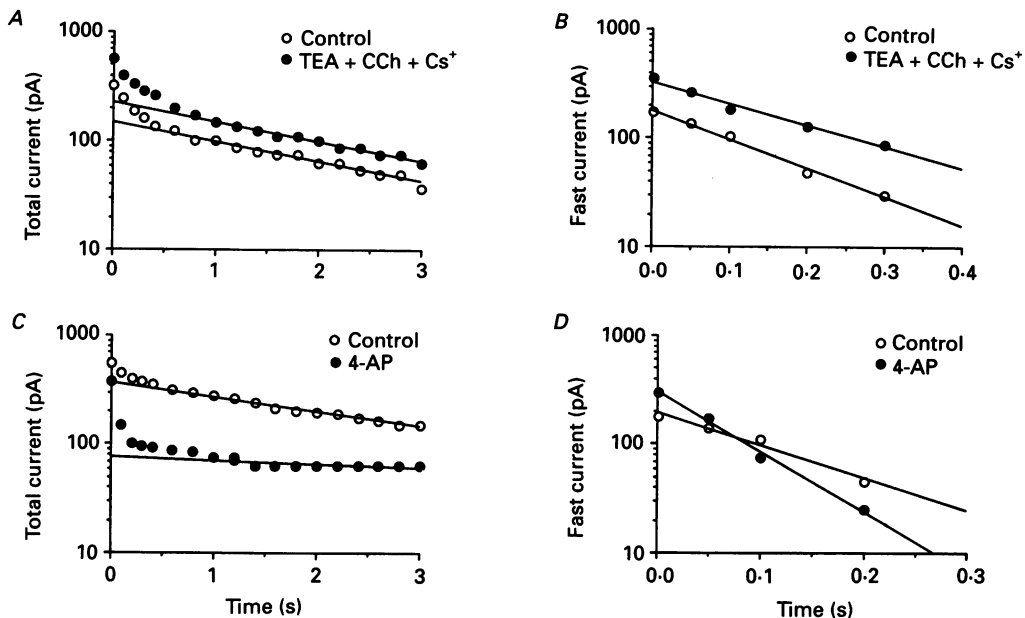 A
1000
100
10
Total current (pA)
0
1
2
3
Control
TEA + CCh + Cs⁺
B
1000
100
10
Fast current (pA)
0·0
0·1
0·2
0·3
0·4
Control
TEA + CCh + Cs⁺
C
1000
100
10
Total current (pA)
0
1
2
3
Time (s)
Control
4-AP
D
1000
100
10
Fast current (pA)
0·0
0·1
0·2
0·3
Time (s)
Control
4-AP